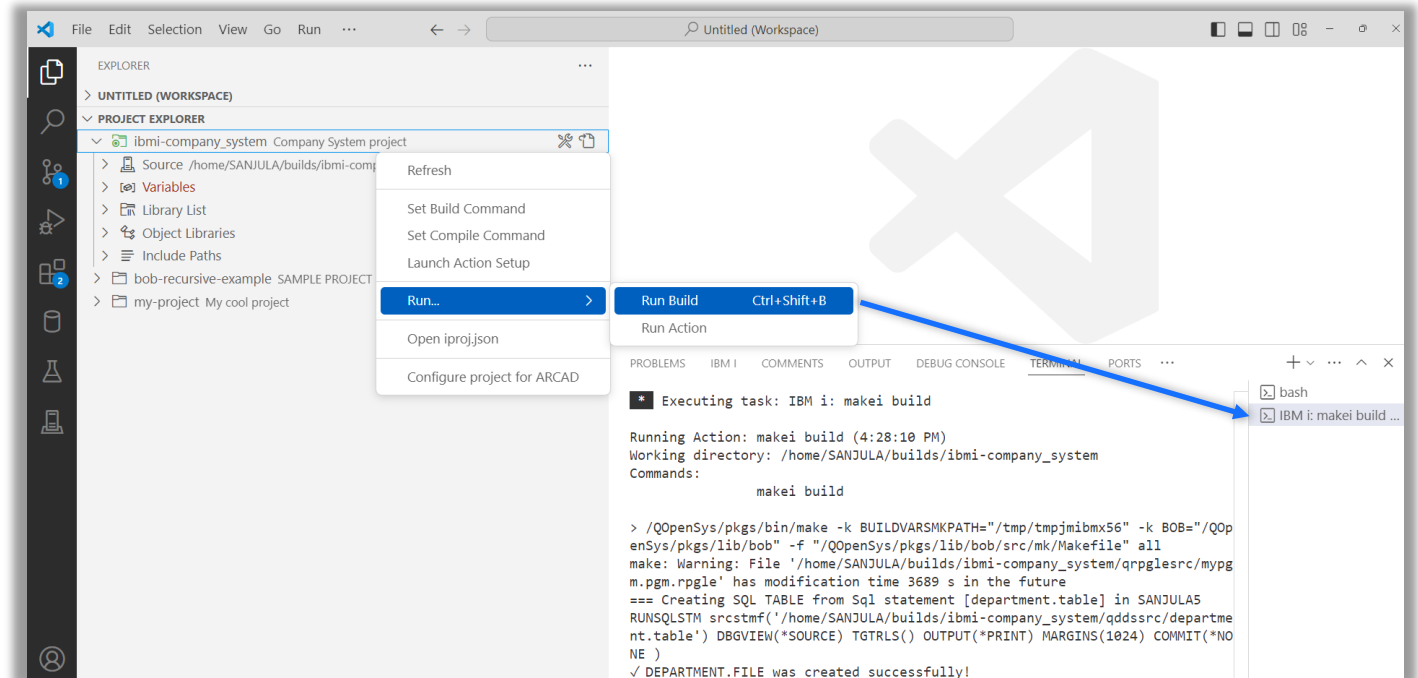 File Edit Selection View Go Run ··· Untitled (Workspace)
EXPLORER
UNTITLED (WORKSPACE)
PROJECT EXPLORER
ibmi-company_system Company System project
Source /home/SANJULA/builds/ibmi-comp
Variables
Library List
Object Libraries
Include Paths
bob-recursive-example SAMPLE PROJECT
my-project My cool project
1
2
Refresh
Set Build Command
Set Compile Command
Launch Action Setup
Run...
Open iproj.json
Configure project for ARCAD
Run Build Ctrl+Shift+B
Run Action
PROBLEMS IBM I COMMENTS OUTPUT DEBUG CONSOLE TERMINAL PORTS ···
bash
IBM i: makei build ...
* Executing task: IBM i: makei build
Running Action: makei build (4:28:10 PM)
Working directory: /home/SANJULA/builds/ibmi-company_system
Commands:
makei build
> /QOpenSys/pkgs/bin/make -k BUILDVARSMKPATH="/tmp/tmpjmibmx56" -k BOB="/QOp
enSys/pkgs/lib/bob" -f "/QOpenSys/pkgs/lib/bob/src/mk/Makefile" all
make: Warning: File '/home/SANJULA/builds/ibmi-company_system/qrpglesrc/mypg
m.pgm.rpgle' has modification time 3689 s in the future
=== Creating SQL TABLE from Sql statement [department.table] in SANJULA5
RUNSQLSTM srcstmf('/home/SANJULA/builds/ibmi-company_system/qddssrc/departme
nt.table') DBGVIEW(*SOURCE) TGTRLS() OUTPUT(*PRINT) MARGINS(1024) COMMIT(*NO
NE )
✓ DEPARTMENT.FILE was created successfully!